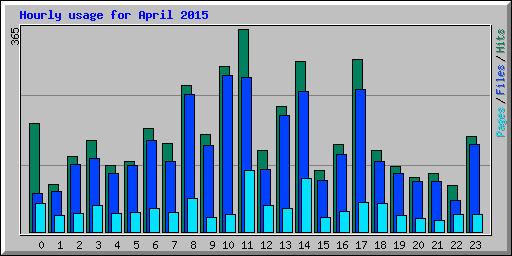 Hourly usage for April 2015
365
Pages / Files / Hits
0 1 2 3 4 5 6 7 8 9 10 11 12 13 14 15 16 17 18 19 20 21 22 23